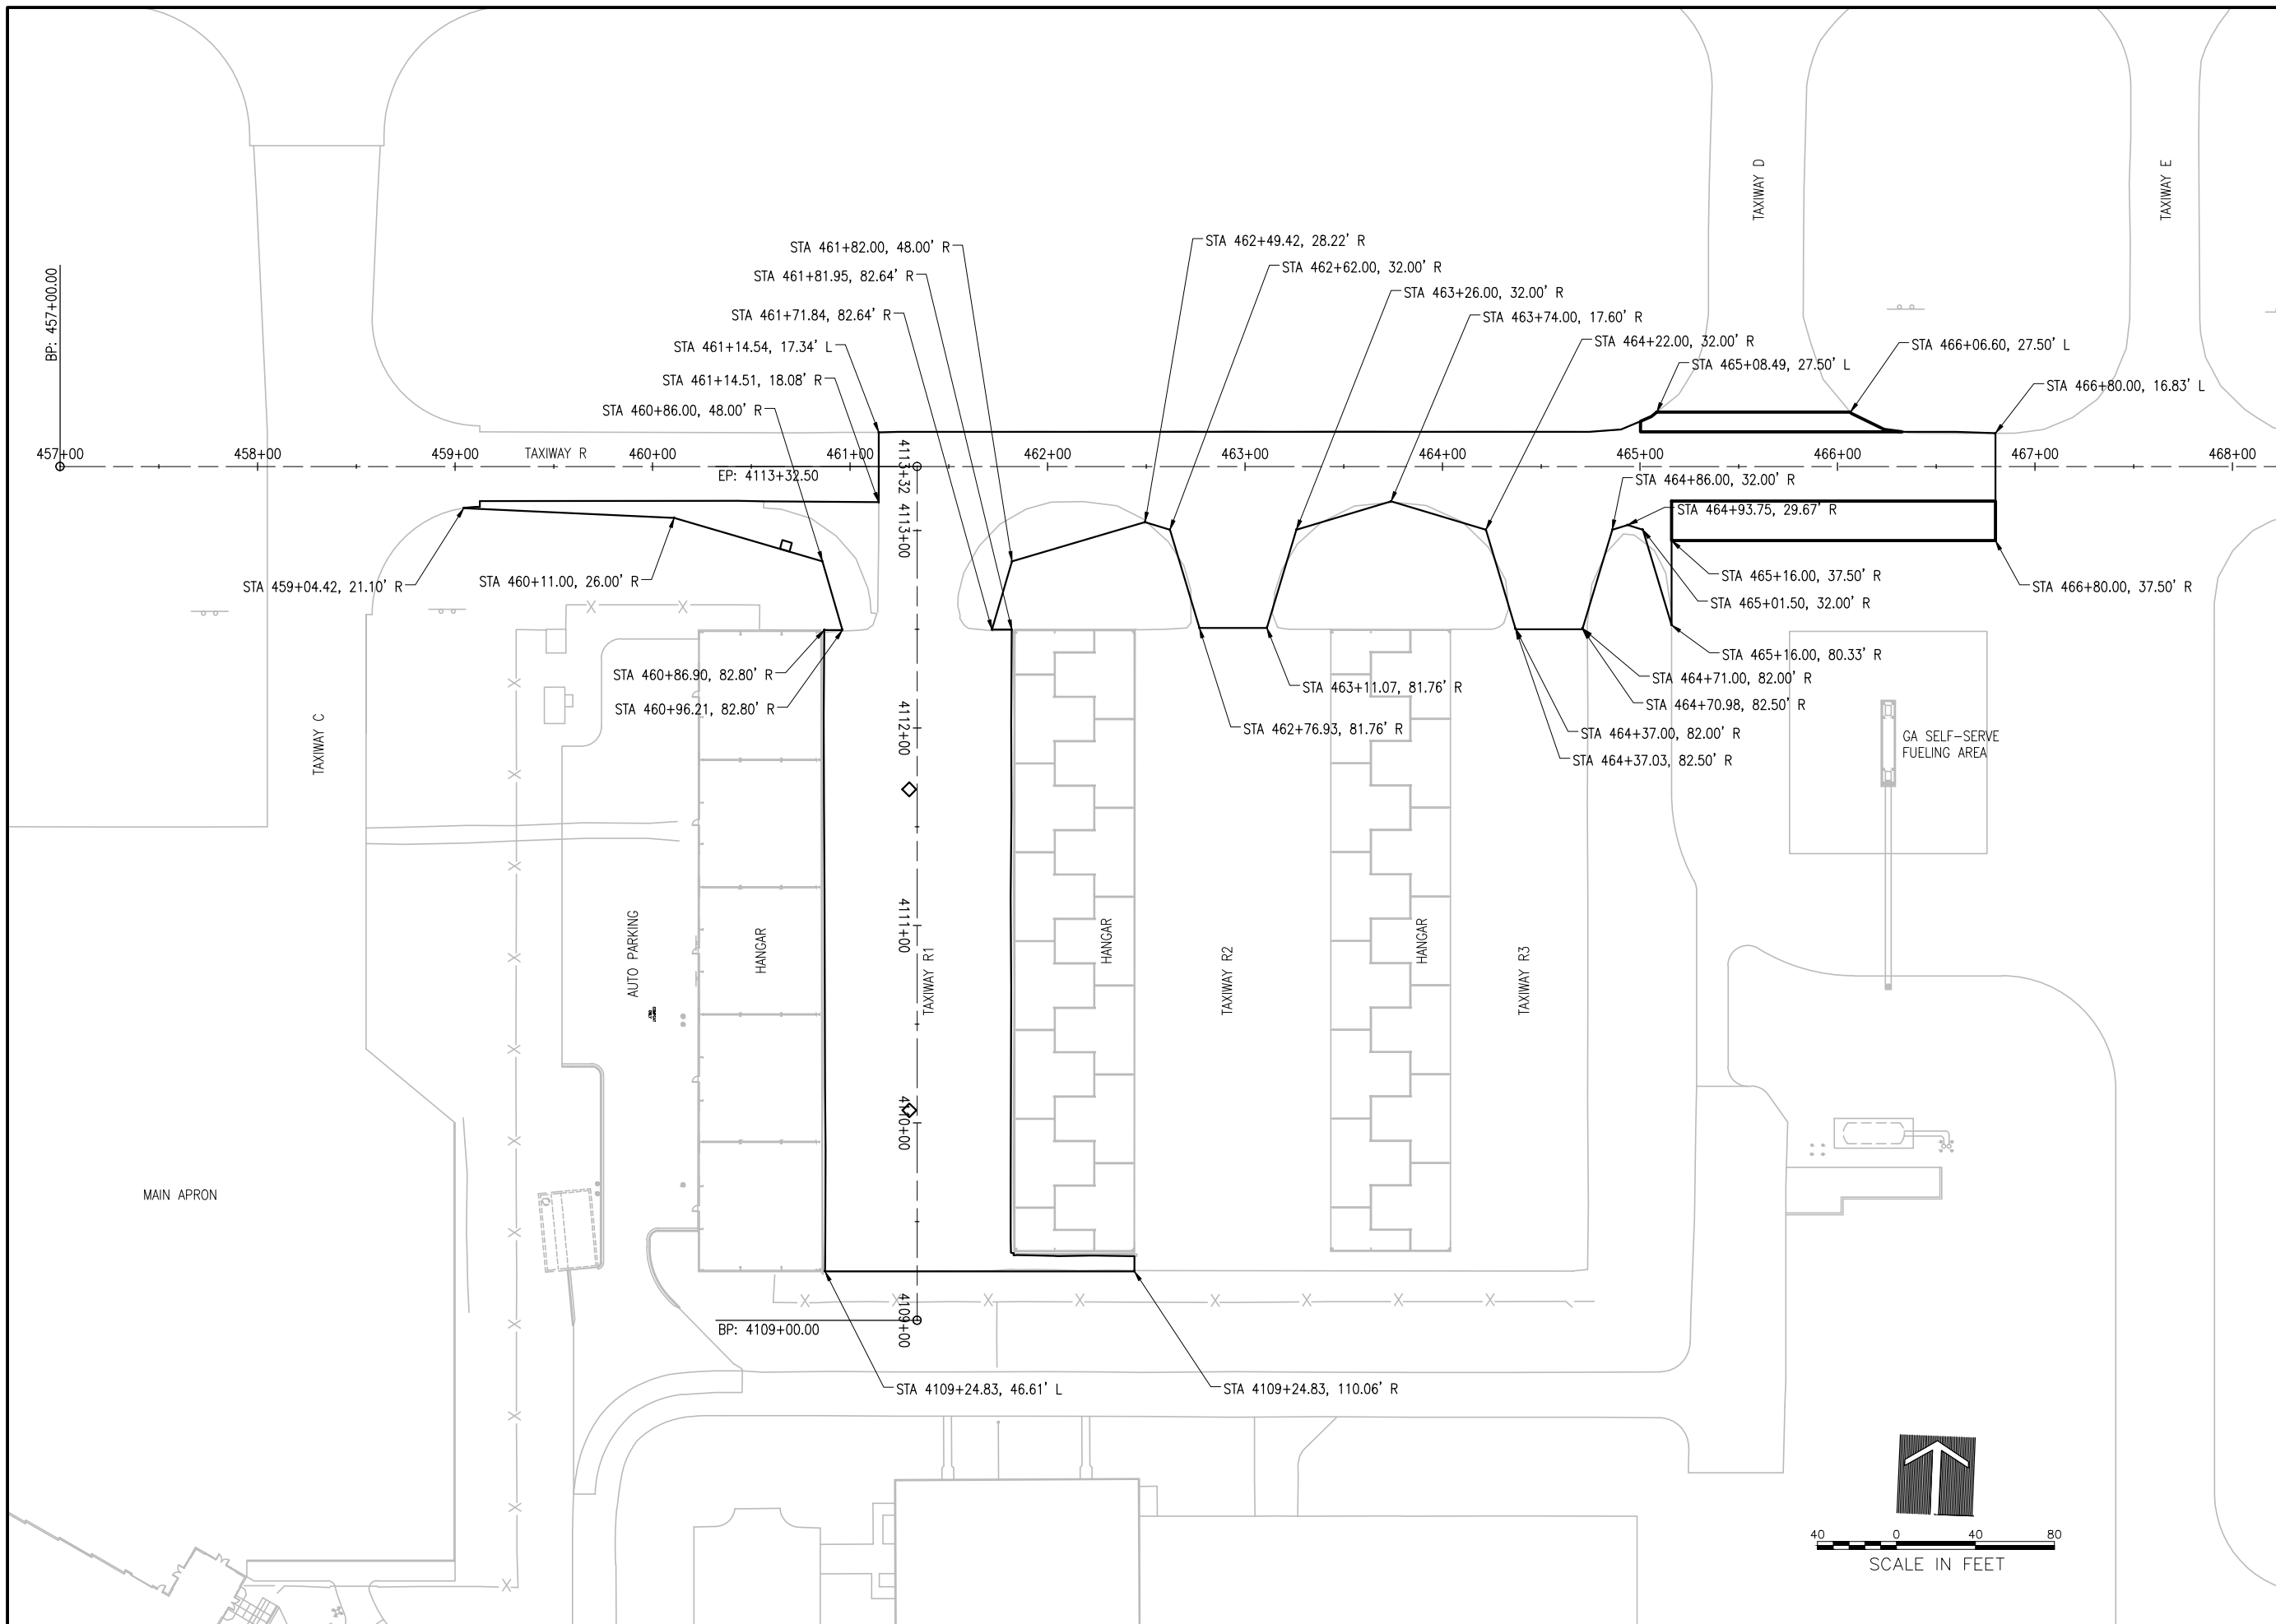 TAXIWAY D
TAXIWAY E
BP: 457+00.00
STA 461+82.00, 48.00' R
STA 461+81.95, 82.64' R
STA 461+71.84, 82.64' R
STA 461+14.54, 17.34' L
STA 461+14.51, 18.08' R
STA 460+86.00, 48.00' R
STA 462+49.42, 28.22' R
STA 462+62.00, 32.00' R
STA 463+26.00, 32.00' R
STA 463+74.00, 17.60' R
STA 464+22.00, 32.00' R
STA 465+08.49, 27.50' L
STA 466+06.60, 27.50' L
STA 466+80.00, 16.83' L
457+00
458+00
459+00
TAXIWAY R
460+00
461+00
462+00
463+00
464+00
465+00
466+00
467+00
468+00
EP: 4113+32.50
4113+32
4113+00
4112+00
4111+00
4110+00
4109+00
STA 464+86.00, 32.00' R
STA 464+93.75, 29.67' R
STA 459+04.42, 21.10' R
STA 460+11.00, 26.00' R
STA 465+16.00, 37.50' R
STA 465+01.50, 32.00' R
STA 466+80.00, 37.50' R
STA 465+16.00, 80.33' R
STA 460+86.90, 82.80' R
STA 460+96.21, 82.80' R
STA 463+11.07, 81.76' R
STA 462+76.93, 81.76' R
STA 464+71.00, 82.00' R
STA 464+70.98, 82.50' R
STA 464+37.00, 82.00' R
STA 464+37.03, 82.50' R
TAXIWAY C
GA SELF-SERVE
FUELING AREA
AUTO PARKING
HANGAR
TAXIWAY R1
HANGAR
TAXIWAY R2
HANGAR
TAXIWAY R3
MAIN APRON
BP: 4109+00.00
STA 4109+24.83, 46.61' L
STA 4109+24.83, 110.06' R
40 0 40 80
SCALE IN FEET